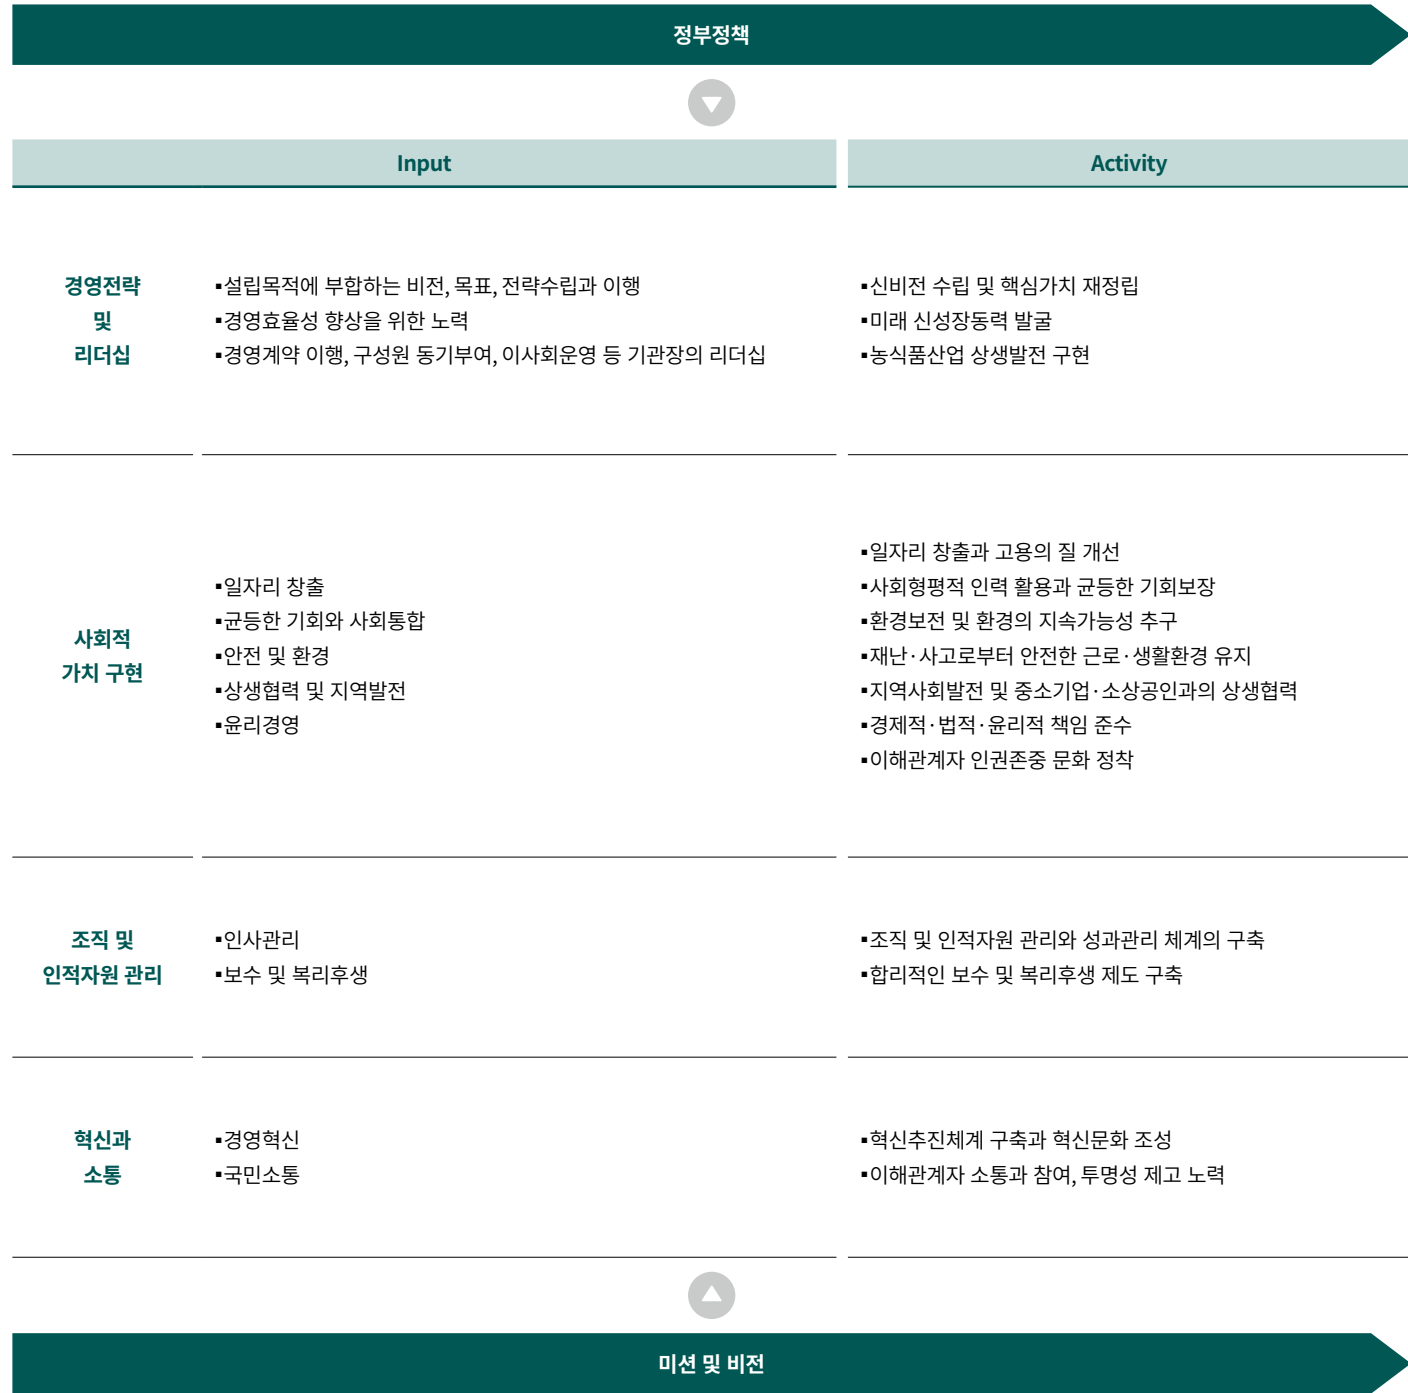 정부정책
Input
Activity
경영전략
및
리더십
▪설립목적에 부합하는 비전, 목표, 전략수립과 이행
▪경영효율성 향상을 위한 노력
▪경영계약 이행, 구성원 동기부여, 이사회운영 등 기관장의 리더십
▪신비전 수립 및 핵심가치 재정립
▪미래 신성장동력 발굴
▪농식품산업 상생발전 구현
사회적
가치 구현
▪일자리 창출
▪균등한 기회와 사회통합
▪안전 및 환경
▪상생협력 및 지역발전
▪윤리경영
▪일자리 창출과 고용의 질 개선
▪사회형평적 인력 활용과 균등한 기회보장
▪환경보전 및 환경의 지속가능성 추구
▪재난·사고로부터 안전한 근로·생활환경 유지
▪지역사회발전 및 중소기업·소상공인과의 상생협력
▪경제적·법적·윤리적 책임 준수
▪이해관계자 인권존중 문화 정착
조직 및
인적자원 관리
▪인사관리
▪보수 및 복리후생
▪조직 및 인적자원 관리와 성과관리 체계의 구축
▪합리적인 보수 및 복리후생 제도 구축
혁신과
소통
▪경영혁신
▪국민소통
▪혁신추진체계 구축과 혁신문화 조성
▪이해관계자 소통과 참여, 투명성 제고 노력
미션 및 비전